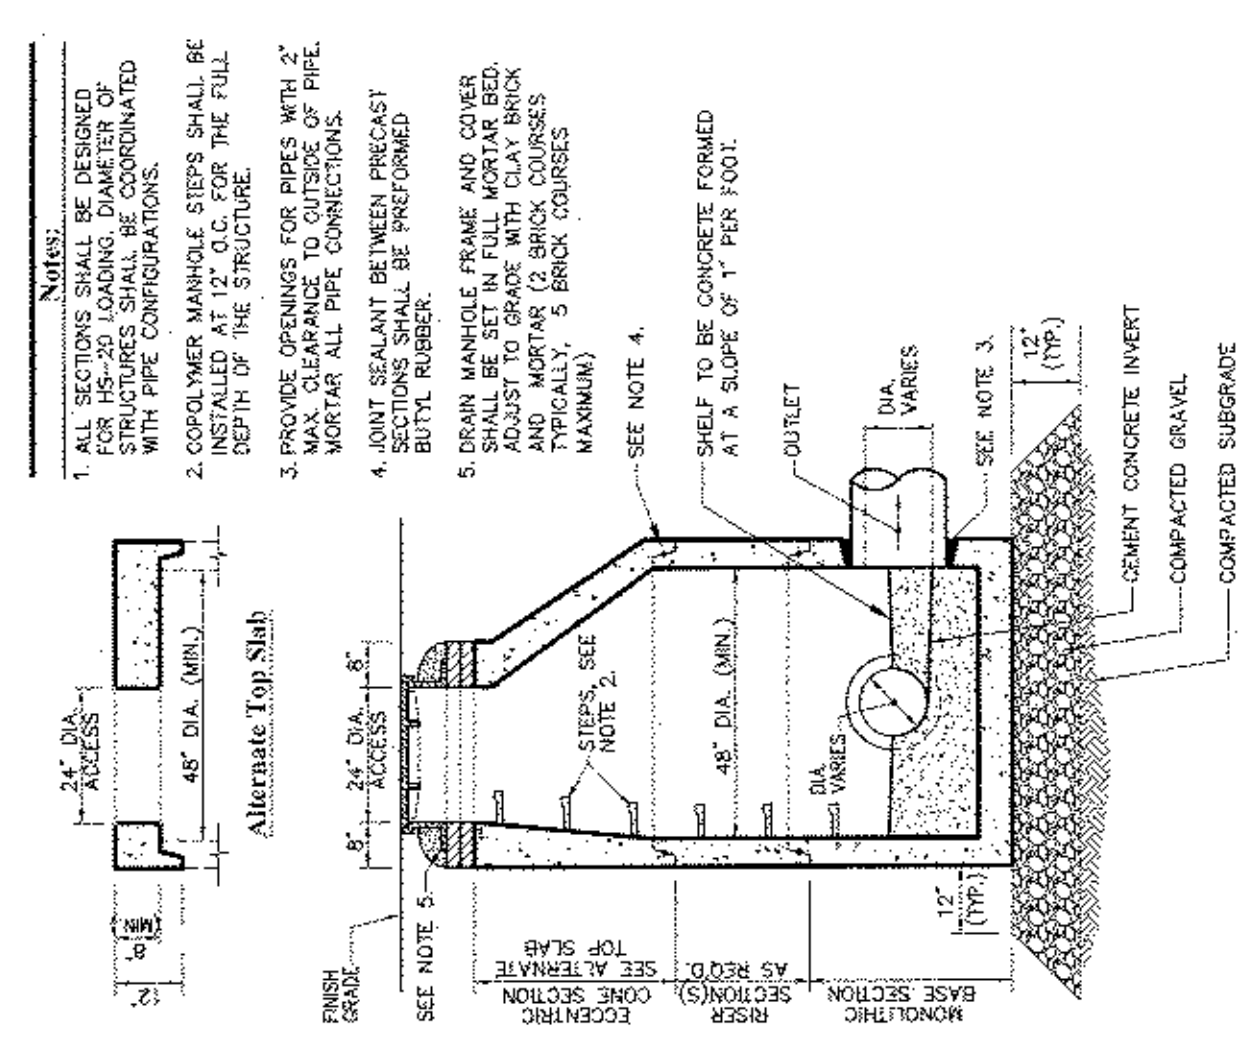 Notes:
1. ALL SECTIONS SHALL BE DESIGNED
FOR HS-20 LOADING, DIAMETER OF
STRUCTURES SHALL BE COORDINATED
WITH PIPE CONFIGURATIONS.
2. COPOLYMER MANHOLE STEPS SHALL BE
INSTALLED AT 12" O.C. FOR THE FULL
DEPTH OF THE STRUCTURE.
3. PROVIDE OPENINGS FOR PIPES WITH 2"
MAX. CLEARANCE TO OUTSIDE OF PIPE.
MORTAR ALL PIPE CONNECTIONS.
4. JOINT SEALANT BETWEEN PRECAST
SECTIONS SHALL BE PREFORMED
BUTYL RUBBER.
5. DRAIN MANHOLE FRAME AND COVER
SHALL BE SET IN FULL MORTAR BED.
ADJUST TO GRADE WITH CLAY BRICK
AND MORTAR (2 BRICK COURSES
TYPICALLY, 5 BRICK COURSES
MAXIMUM)
24" DIA.
ACCESS
48" DIA. (MIN.)
8"
(MIN
12"
Alternate Top Slab
FINISH
GRADE
SEE NOTE 5
8"
24" DIA.
ACCESS
8"
STEPS, SEE
NOTE 2.
48" DIA. (MIN.)
DIA.
VARIES
SEE NOTE 4.
SHELF TO BE CONCRETE FORMED
AT A SLOPE OF 1" PER FOOT.
OUTLET
DIA.
VARIES
SEE NOTE 3.
12"
(TYP.)
12"
(TYP.)
CEMENT CONCRETE INVERT
COMPACTED GRAVEL
COMPACTED SUBGRADE
ECCENTRIC
CONE SECTION
SEE ALTERNATE
TOP SLAB
RISER
SECTION(S)
AS REQ'D.
MONOLITHIC
BASE SECTION